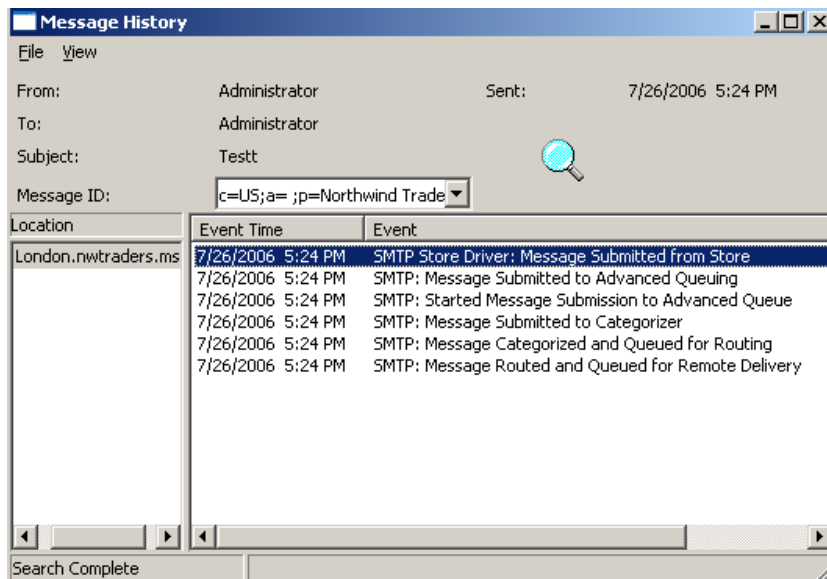 Message History
File View
From: Administrator Sent: 7/26/2006 5:24 PM
To: Administrator
Subject: Testt
Message ID: c=US;a= ;p=Northwind Trade
Location Event Time Event
London.nwtraders.ms 7/26/2006 5:24 PM SMTP Store Driver: Message Submitted from Store
7/26/2006 5:24 PM SMTP: Message Submitted to Advanced Queuing
7/26/2006 5:24 PM SMTP: Started Message Submission to Advanced Queue
7/26/2006 5:24 PM SMTP: Message Submitted to Categorizer
7/26/2006 5:24 PM SMTP: Message Categorized and Queued for Routing
7/26/2006 5:24 PM SMTP: Message Routed and Queued for Remote Delivery
Search Complete